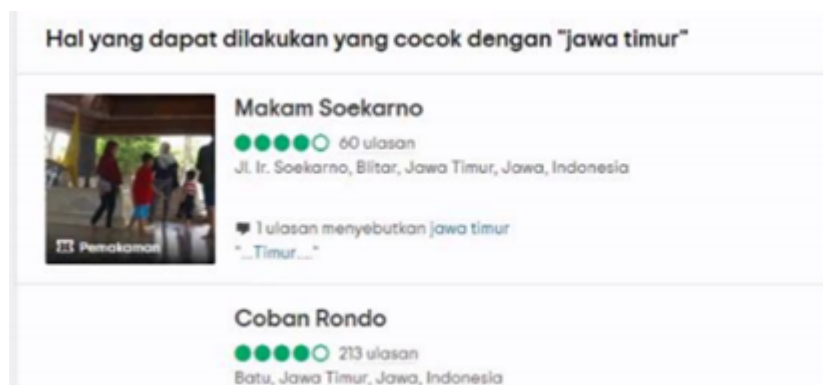 Hal yang dapat dilakukan yang cocok dengan "jawa timur"
Makam Soekarno
60 ulasan
Jl. Ir. Soekarno, Blitar, Jawa Timur, Jawa, Indonesia
1 ulasan menyebutkan jawa timur
"...Timur...."
Pemakaman
Coban Rondo
213 ulasan
Batu, Jawa Timur, Jawa, Indonesia